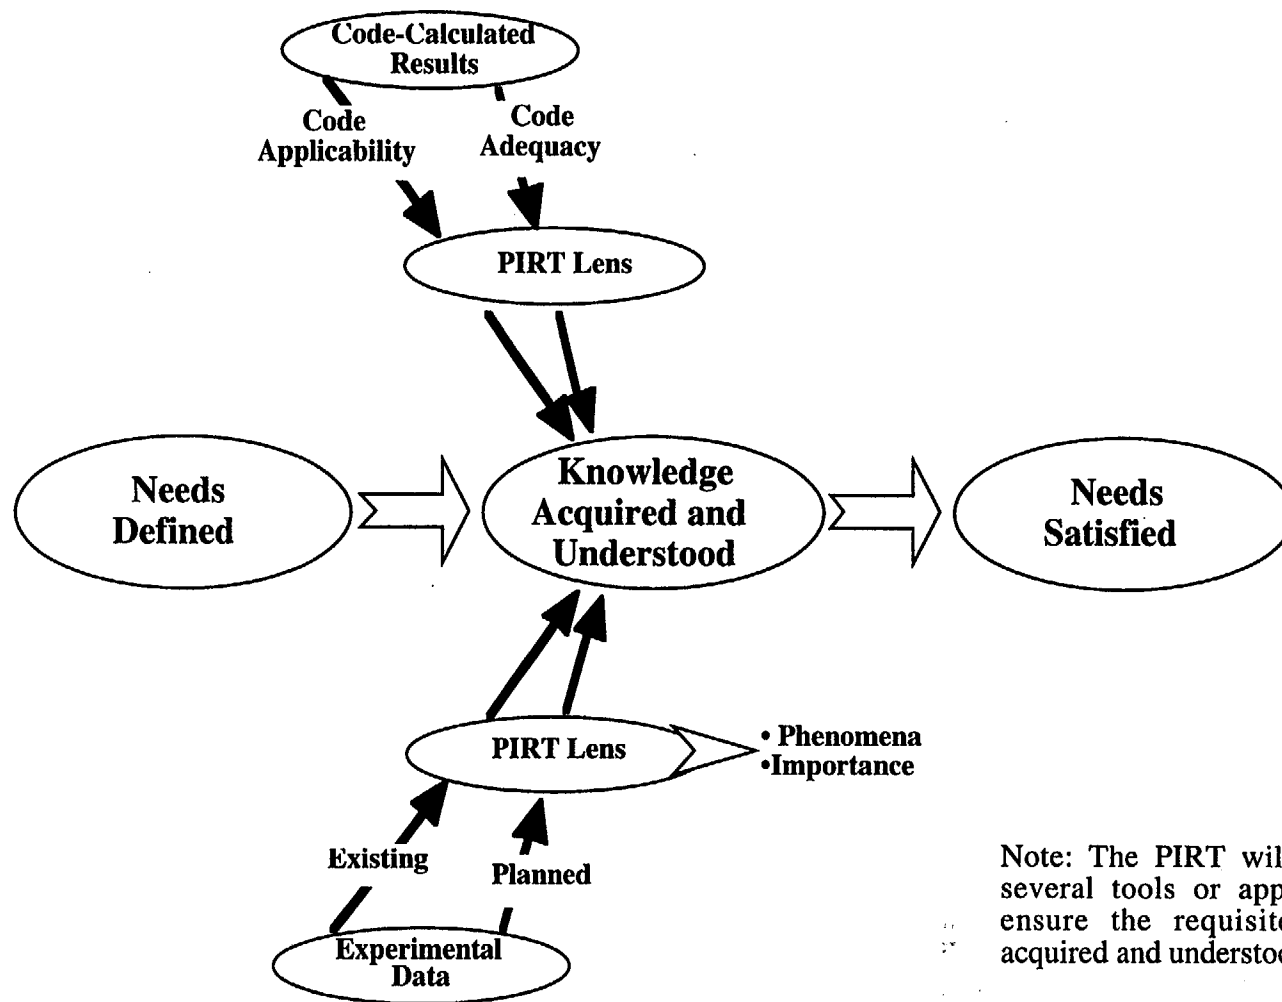 Code-Calculated
Results
Code
Applicability
Code
Adequacy
PIRT Lens
Needs
Defined
Knowledge
Acquired and
Understood
Needs
Satisfied
PIRT Lens
• Phenomena
•Importance
Existing
Planned
Experimental
Data
Note: The PIRT wil
several tools or app
ensure the requisite
acquired and understoo